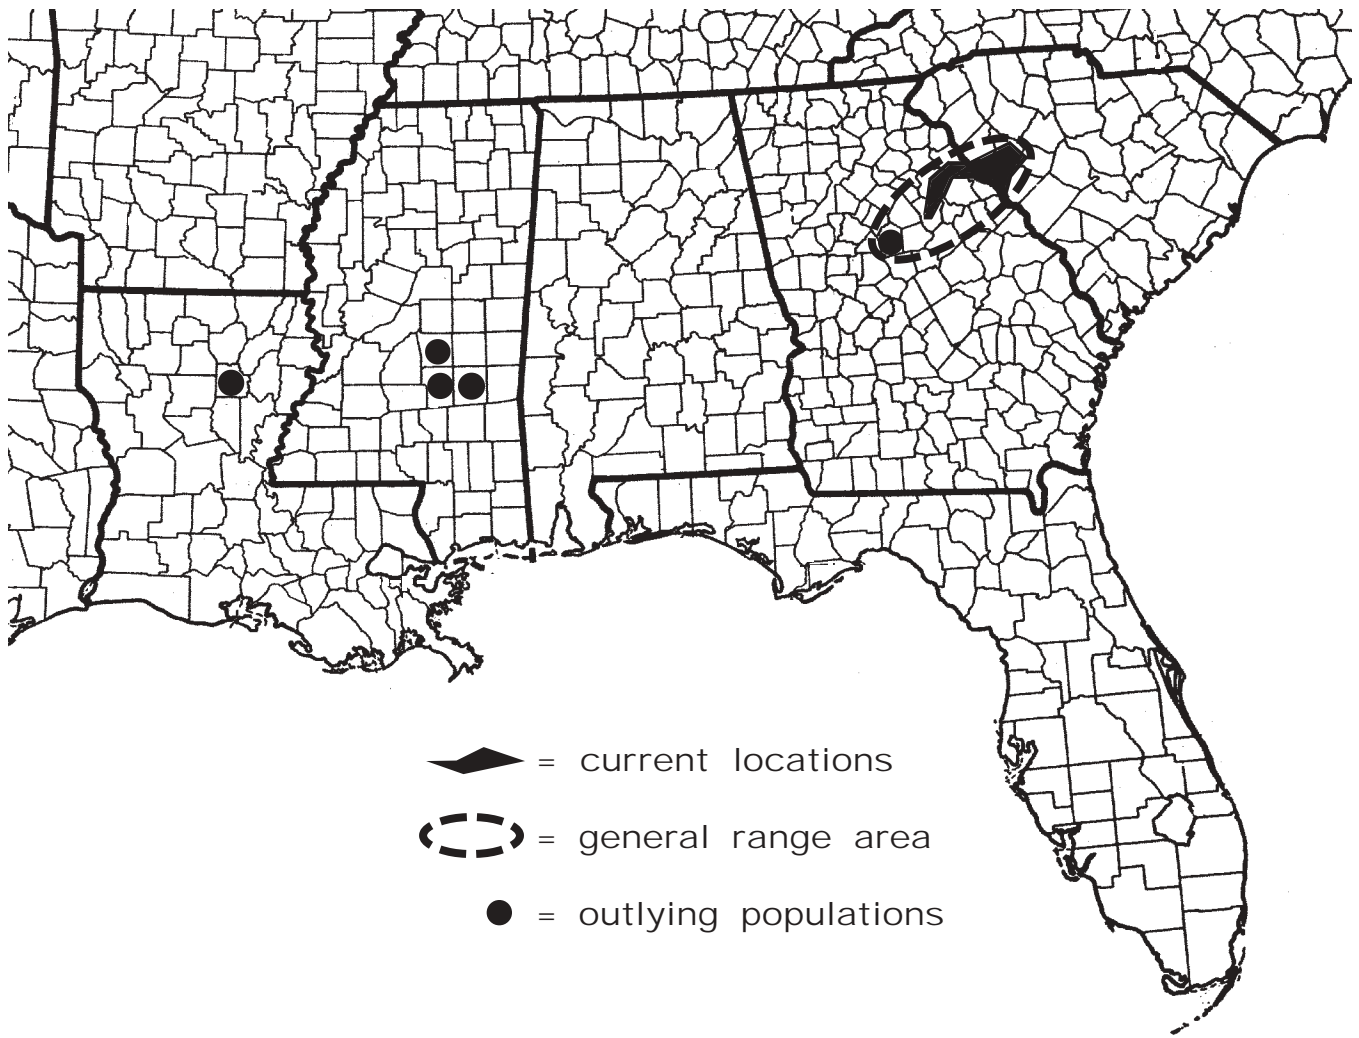 = current locations
= general range area
= outlying populations